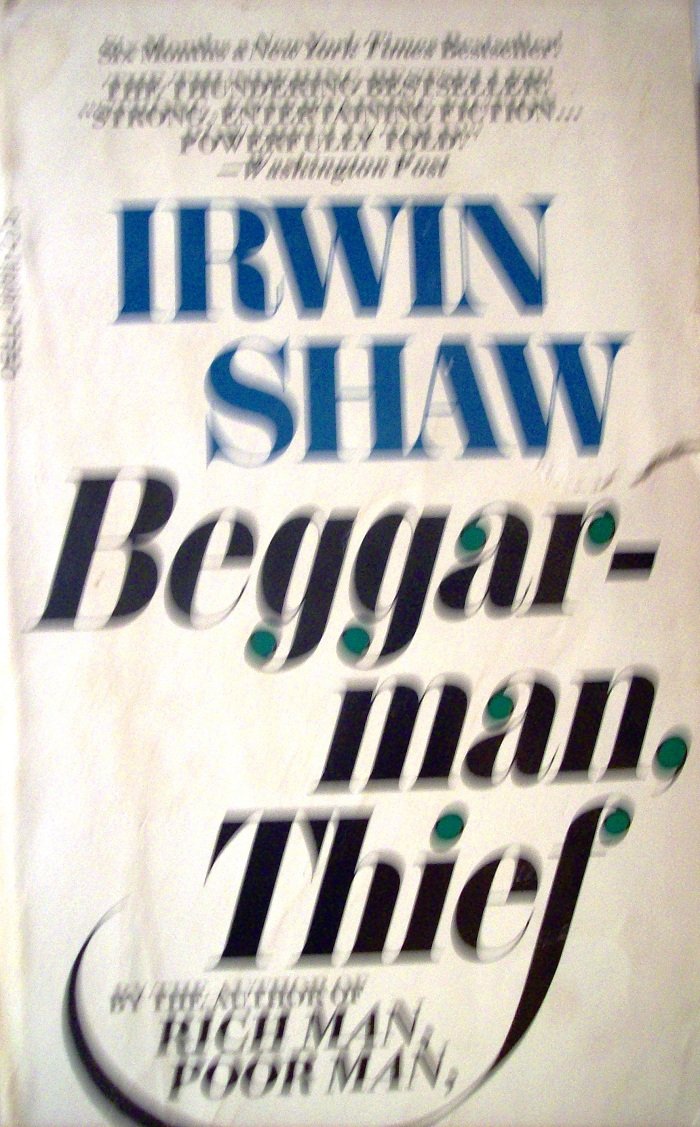 Six Months a New York Times Bestseller!
THE THUNDERING BESTSELLER!
"STRONG, ENTERTAINING FICTION...
POWERFULLY TOLD!"
—Washington Post
IRWIN
SHAW
Beggar-
man,
Thief
BY THE AUTHOR OF
RICH MAN,
POOR MAN,